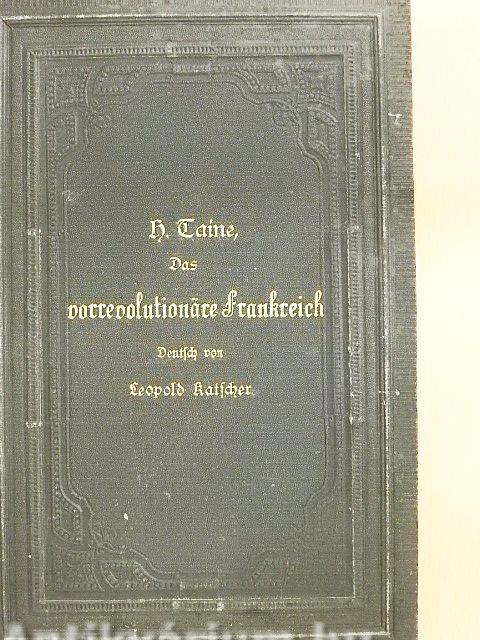 H. Taine,
Das
vorrevolutionäre Frankreich
Deutsch von
Leopold Katscher.